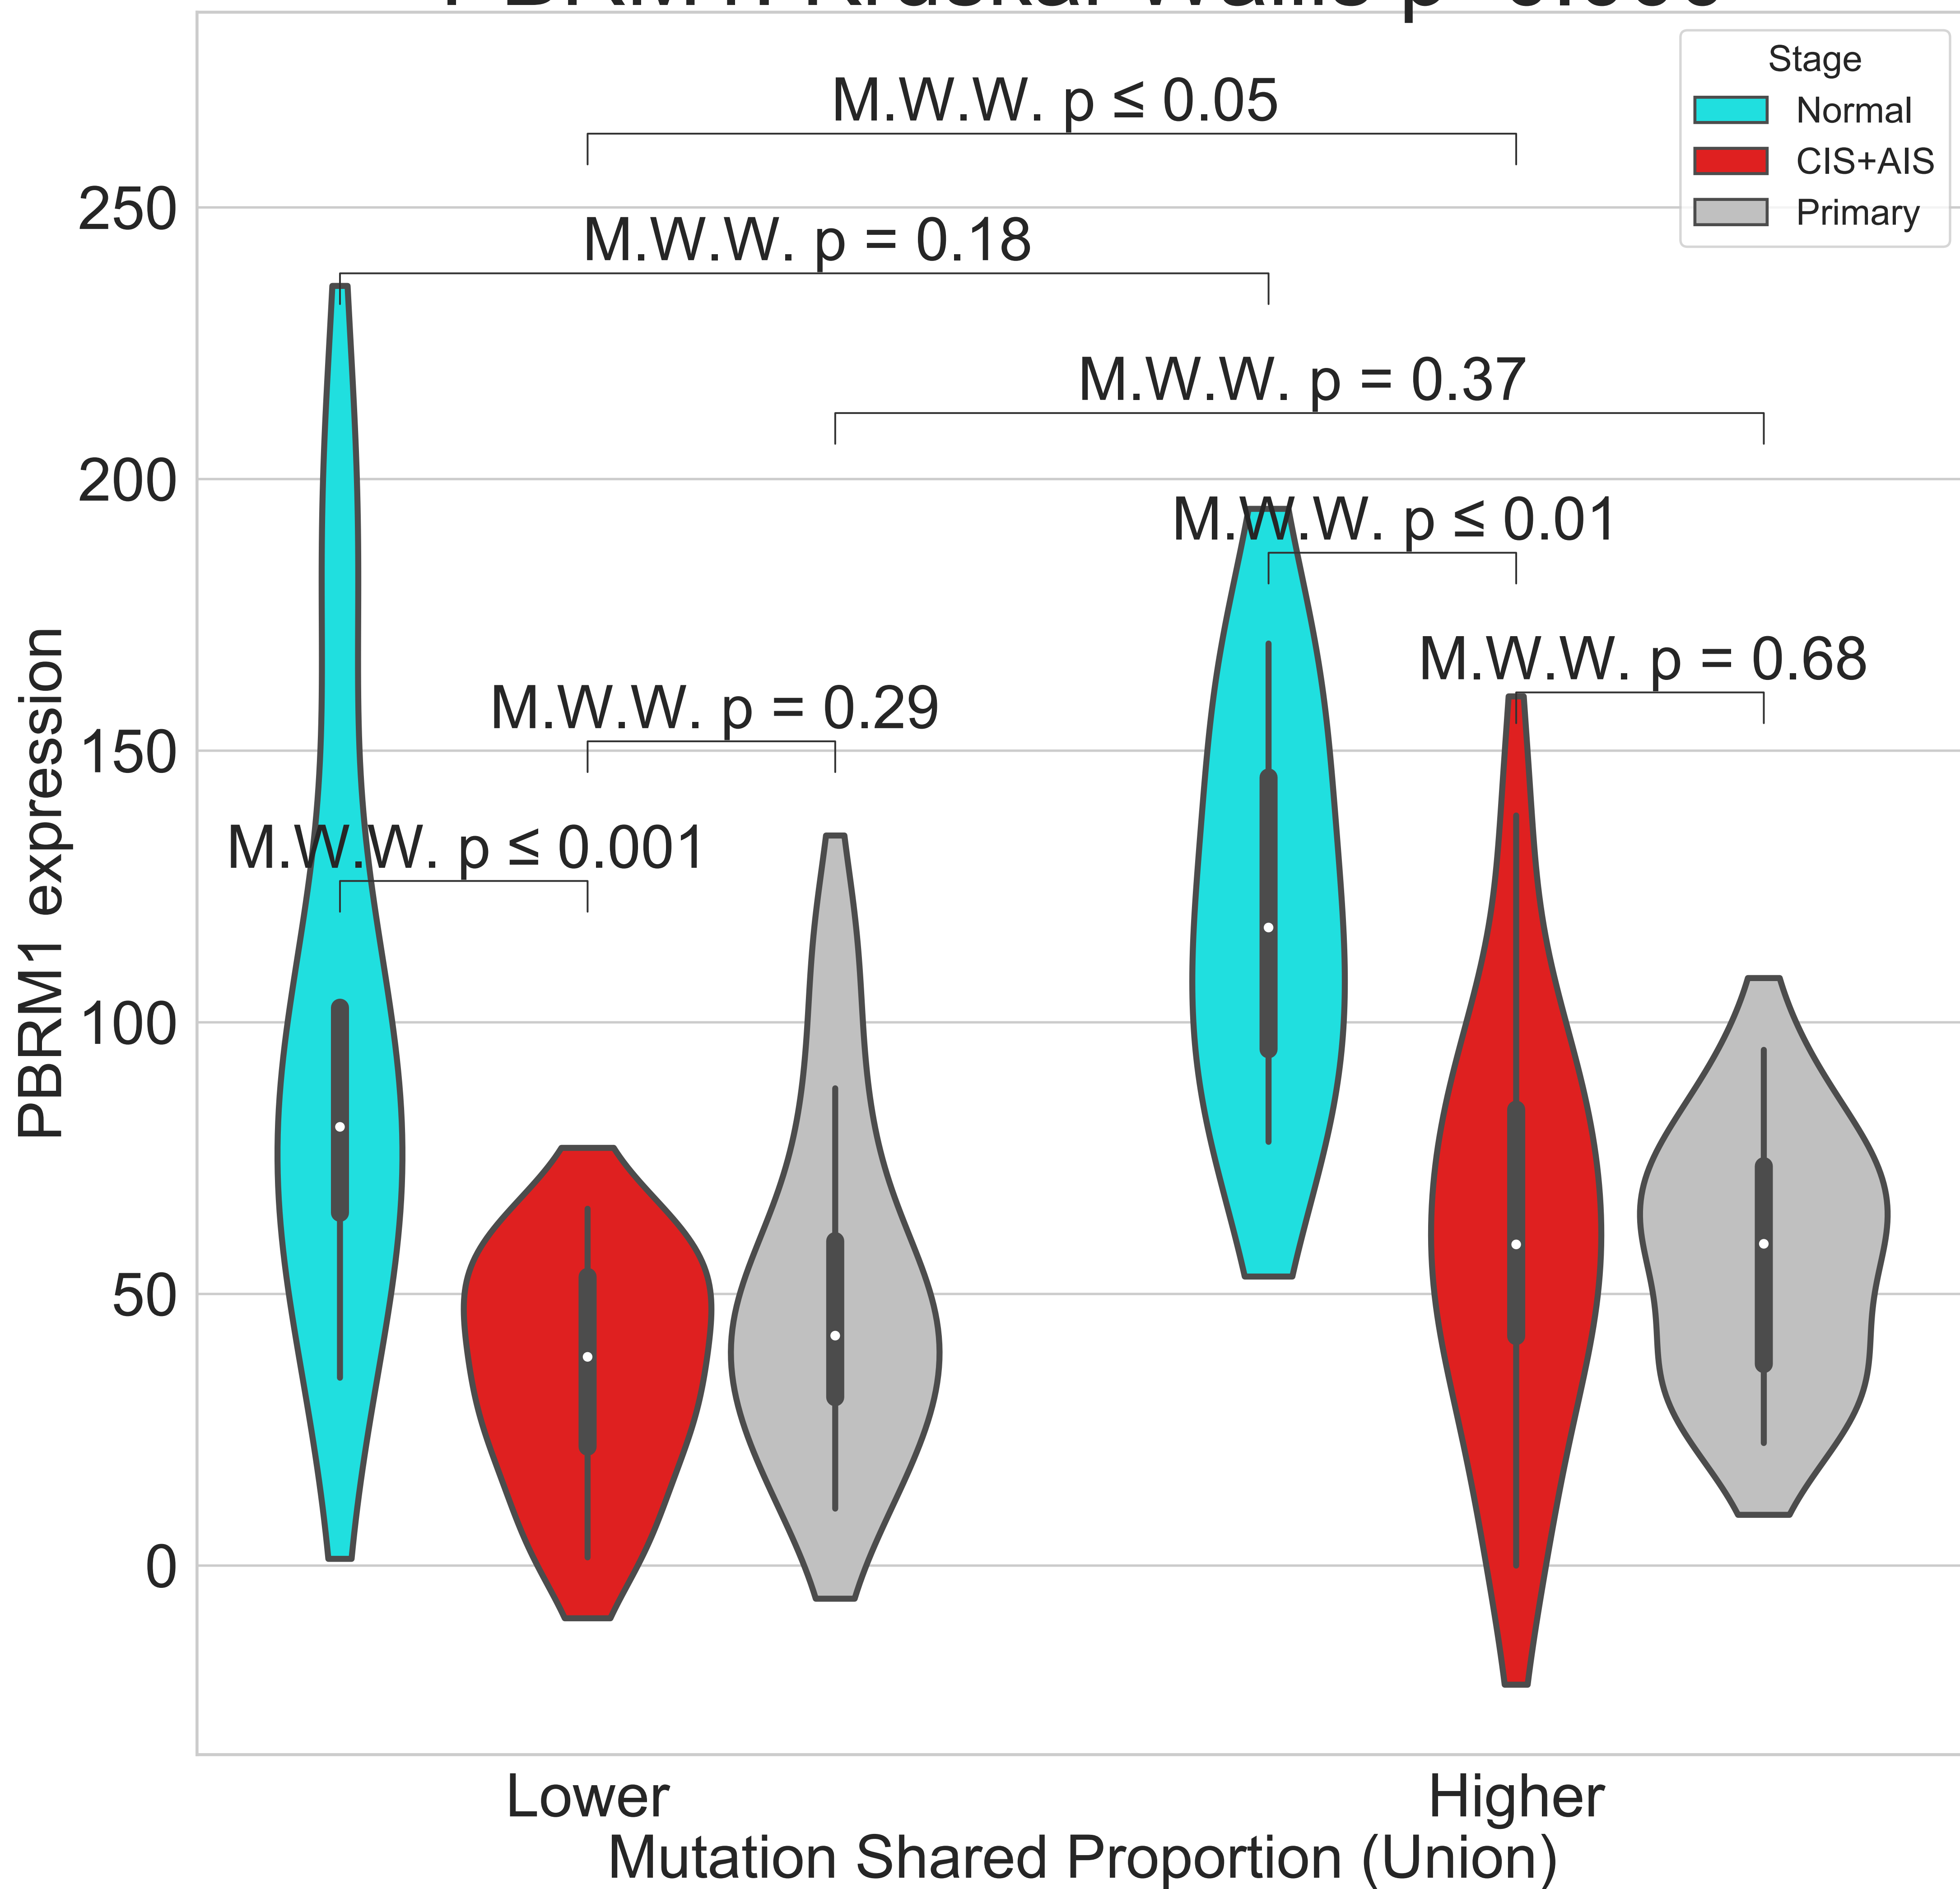 Stage
Normal
CIS+AIS
Primary
M.W.W. p ≤ 0.05
M.W.W. p = 0.18
M.W.W. p = 0.37
M.W.W. p ≤ 0.01
M.W.W. p = 0.68
M.W.W. p = 0.29
M.W.W. p ≤ 0.001
250
200
150
100
50
0
PBRM1 expression
Lower
Higher
Mutation Shared Proportion (Union)